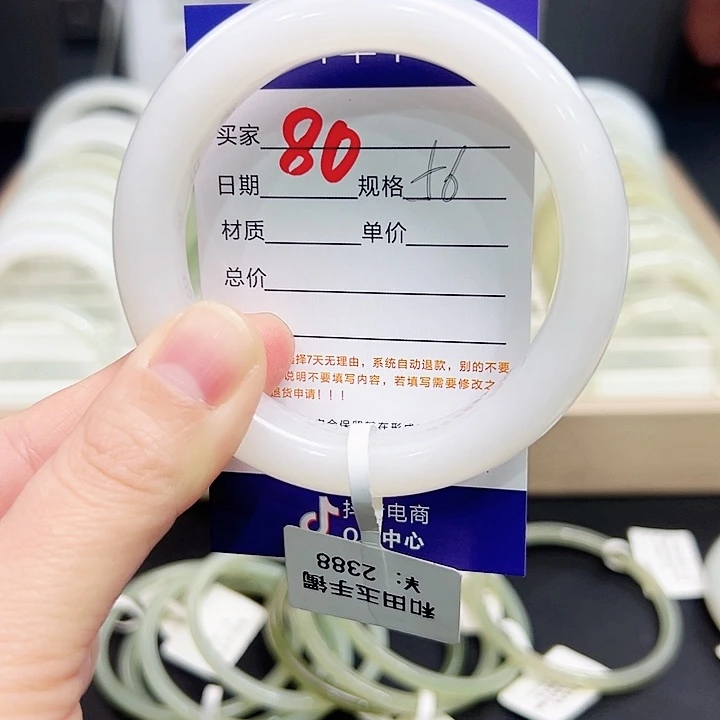 买家 80
日期 规格 56
材质 单价
总价
择7天无理由，系统自动退款，别的不要
说明不要填写内容，若填写需要修改之
退货申请！！！
抖音电商
中心
和田玉手镯
2388